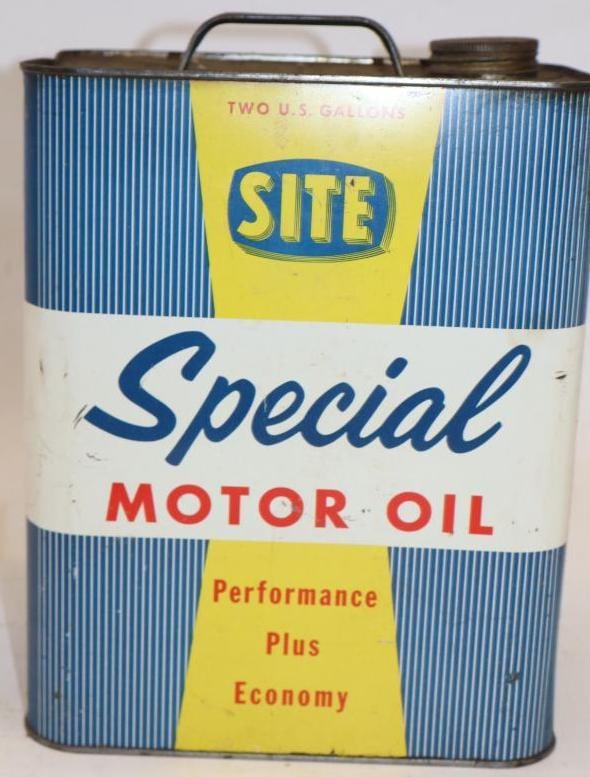 TWO U.S. GALLONS
SITE
Special
MOTOR OIL
Performance
Plus
Economy